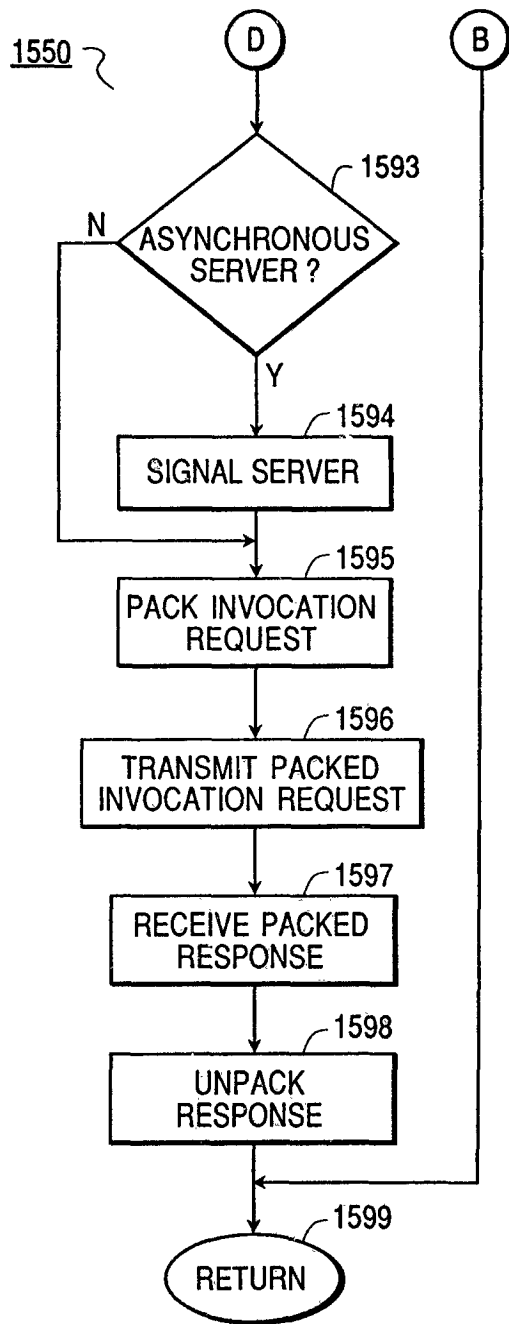 1550
D
B
1593
N
ASYNCHRONOUS
SERVER ?
Y
1594
SIGNAL SERVER
1595
PACK INVOCATION
REQUEST
1596
TRANSMIT PACKED
INVOCATION REQUEST
1597
RECEIVE PACKED
RESPONSE
1598
UNPACK
RESPONSE
1599
RETURN